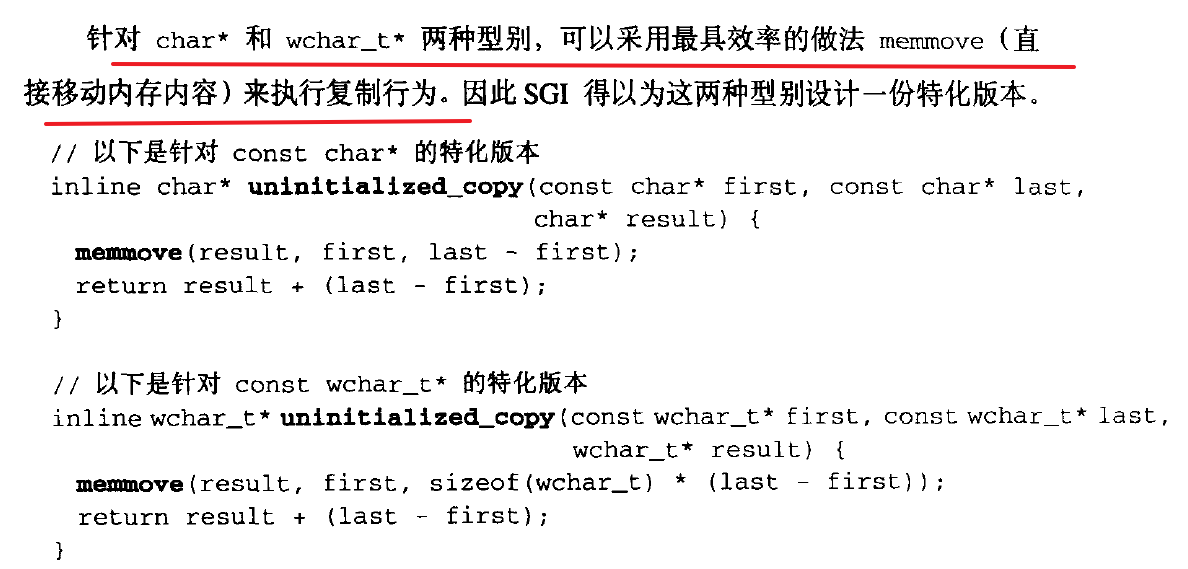 针对 char* 和 wchar_t* 两种型别，可以采用最具效率的做法 memmove（直
接移动内存内容）来执行复制行为。因此 SGI 得以为这两种型别设计一份特化版本。
// 以下是针对 const char* 的特化版本
inline char* uninitialized_copy(const char* first, const char* last,
char* result) {
memmove(result, first, last - first);
return result + (last - first);
}
// 以下是针对 const wchar_t* 的特化版本
inline wchar_t* uninitialized_copy(const wchar_t* first, const wchar_t* last,
wchar_t* result) {
memmove(result, first, sizeof(wchar_t) * (last - first));
return result + (last - first);
}